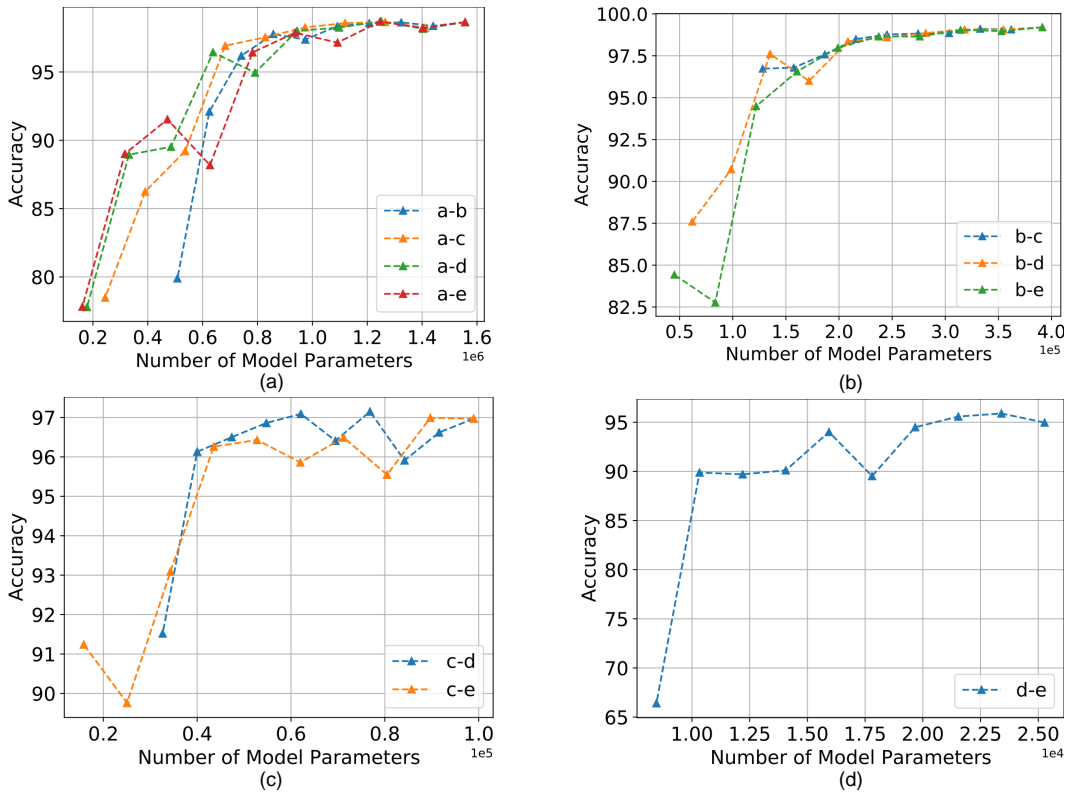 95
90
85
80
Accuracy
a-b
a-c
a-d
a-e
0.2 0.4 0.6 0.8 1.0 1.2 1.4 1.6
1e6
Number of Model Parameters
(a)
100.0
97.5
95.0
92.5
90.0
87.5
85.0
82.5
Accuracy
b-c
b-d
b-e
0.5 1.0 1.5 2.0 2.5 3.0 3.5 4.0
1e5
Number of Model Parameters
(b)
97
96
95
94
93
92
91
90
Accuracy
c-d
c-e
0.2 0.4 0.6 0.8 1.0
1e5
Number of Model Parameters
(c)
95
90
85
80
75
70
65
Accuracy
d-e
1.00 1.25 1.50 1.75 2.00 2.25 2.50
1e4
Number of Model Parameters
(d)